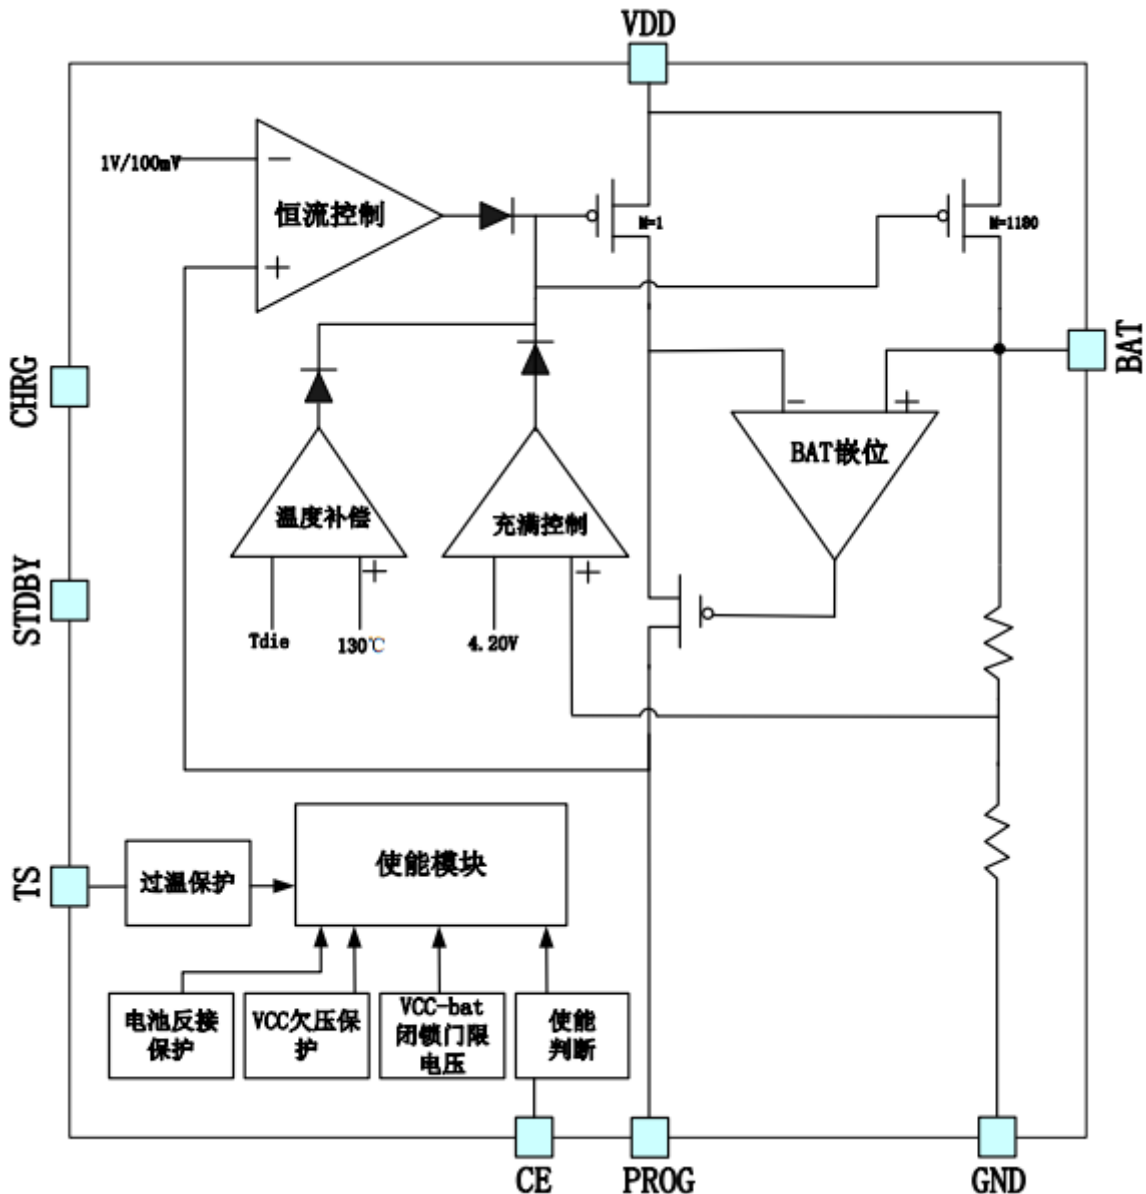 VDD
1V/100mV
−
恒流控制
+
M=1
M=1180
CHRG
BAT
−
+
BAT嵌位
温度补偿
+
充满控制
+
STDBY
Tdie
130℃
4.20V
TS
过温保护
使能模块
电池反接
保护
VCC欠压保
护
VCC-bat
闭锁门限
电压
使能
判断
CE
PROG
GND